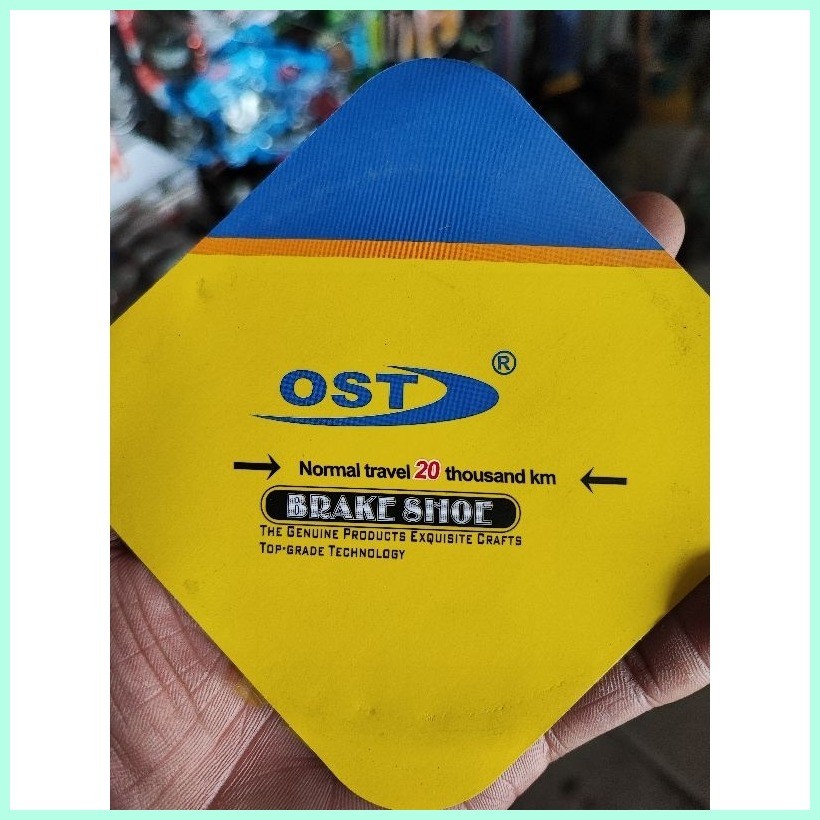 OST®
Normal travel 20 thousand km
BRAKE SHOE
THE GENUINE PRODUCTS EXQUISITE CRAFTS
TOP-GRADE TECHNOLOGY